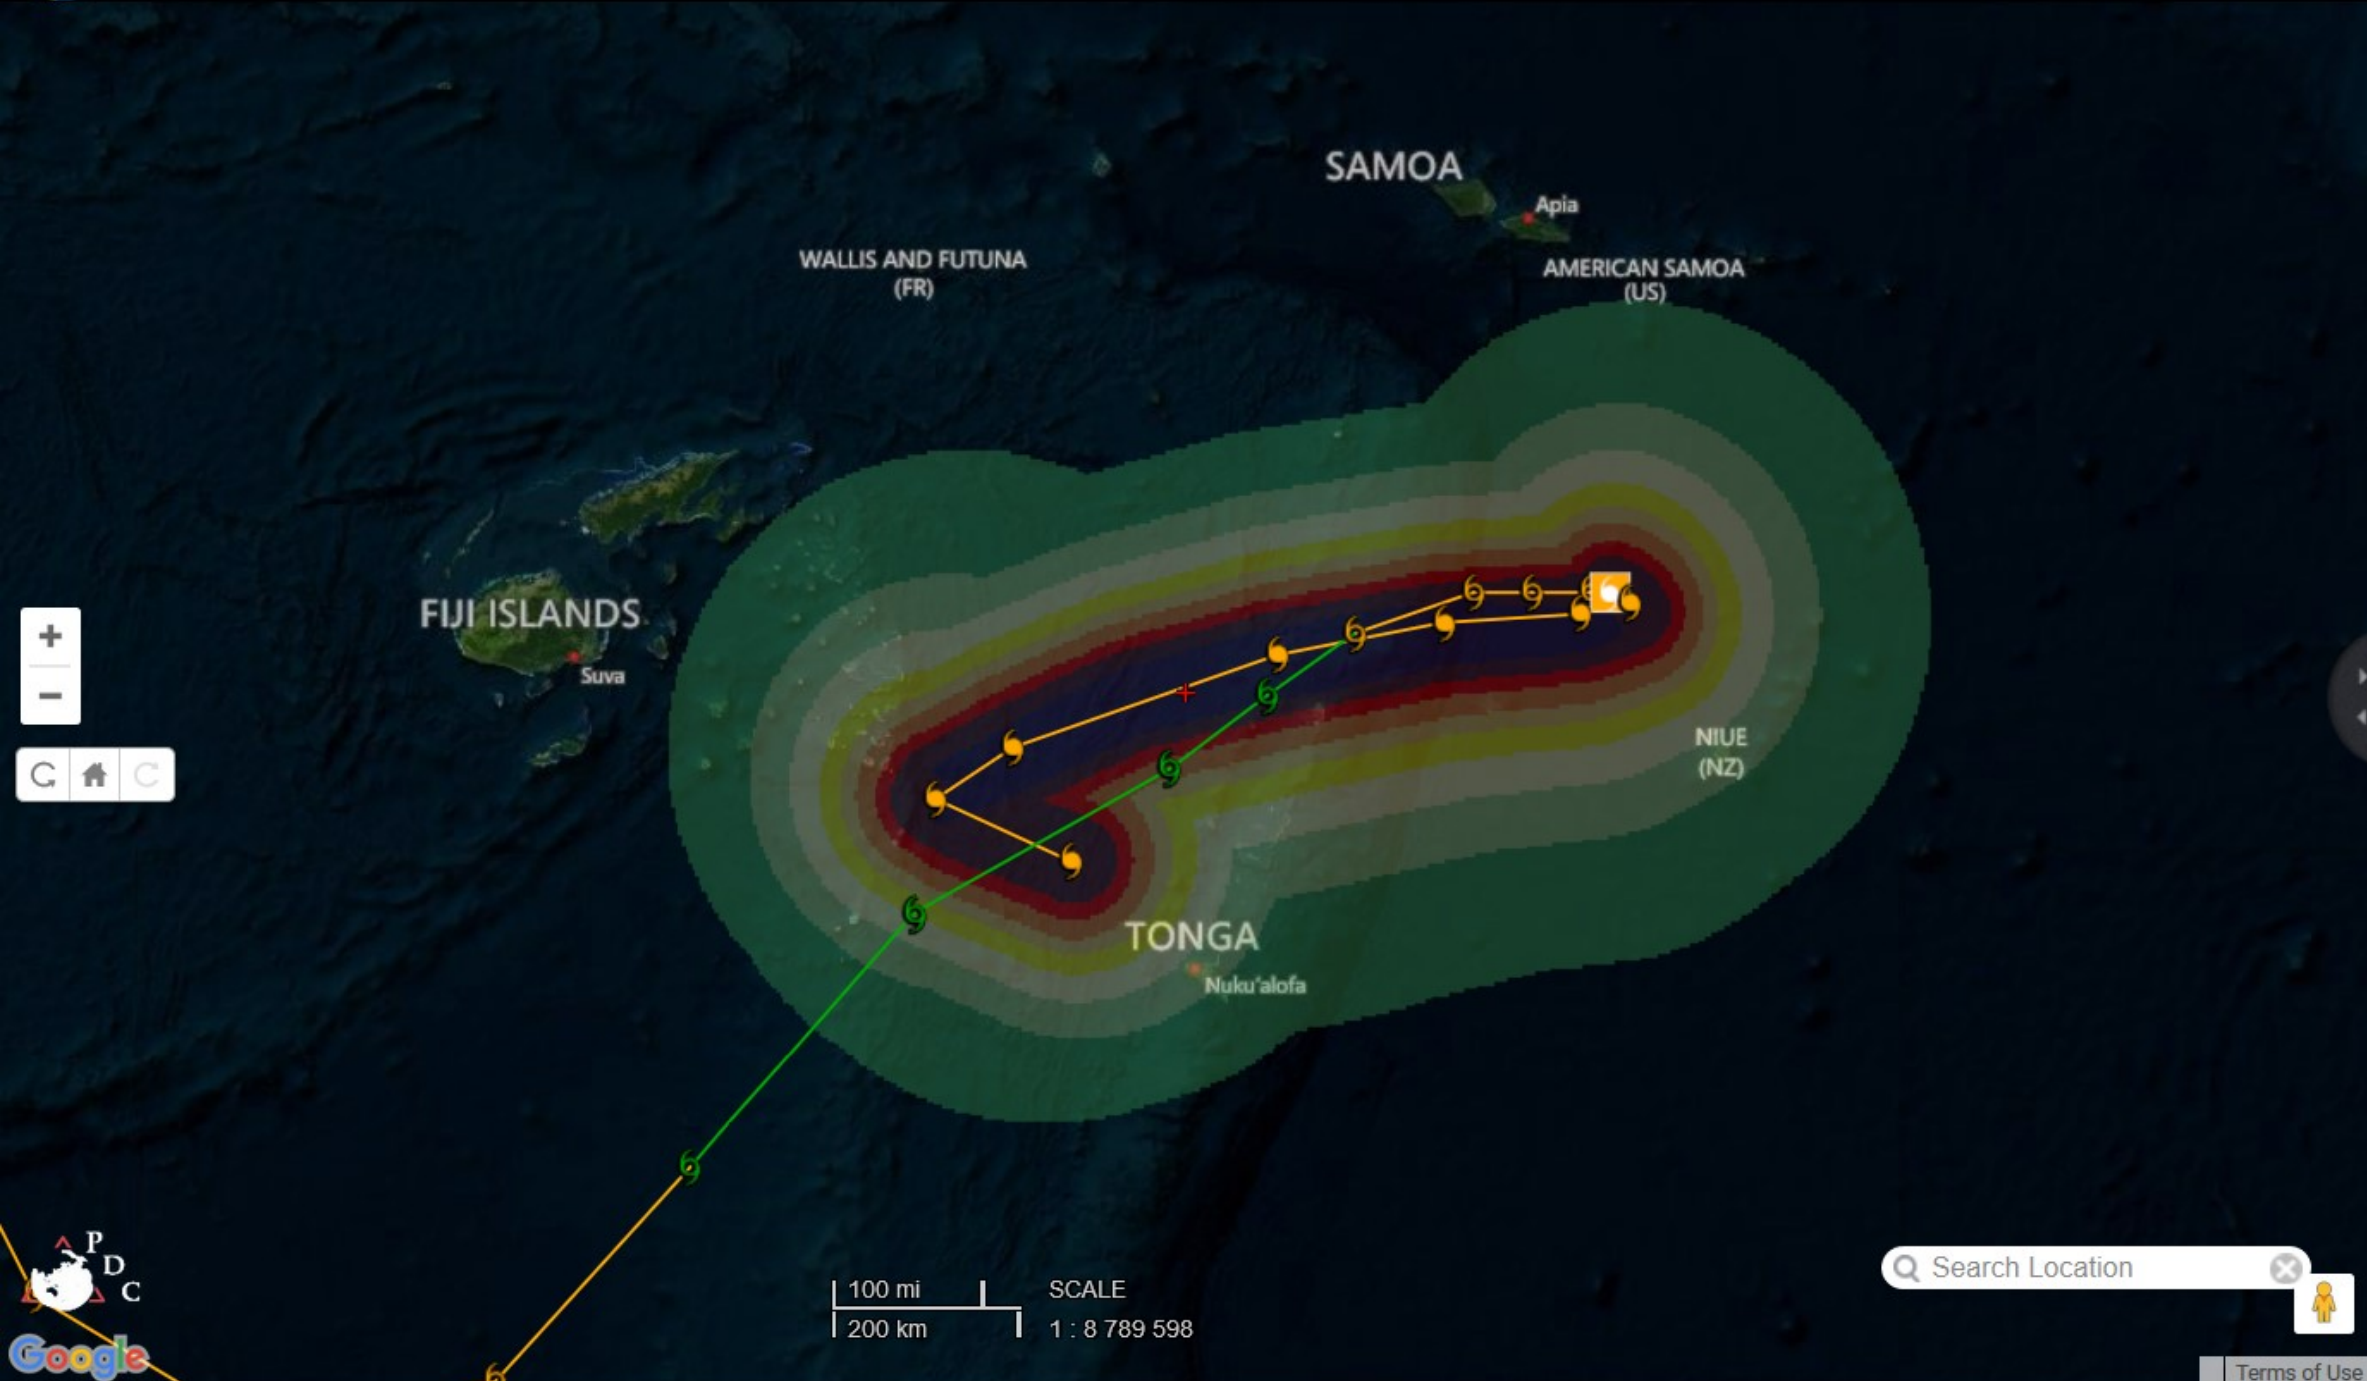 SAMOA
Apia
WALLIS AND FUTUNA
(FR)
AMERICAN SAMOA
(US)
FIJI ISLANDS
Suva
+
−
NIUE
(NZ)
TONGA
Nuku'alofa
P
D
C
100 mi
SCALE
200 km
1 : 8 789 598
Search Location
Google
Terms of Use